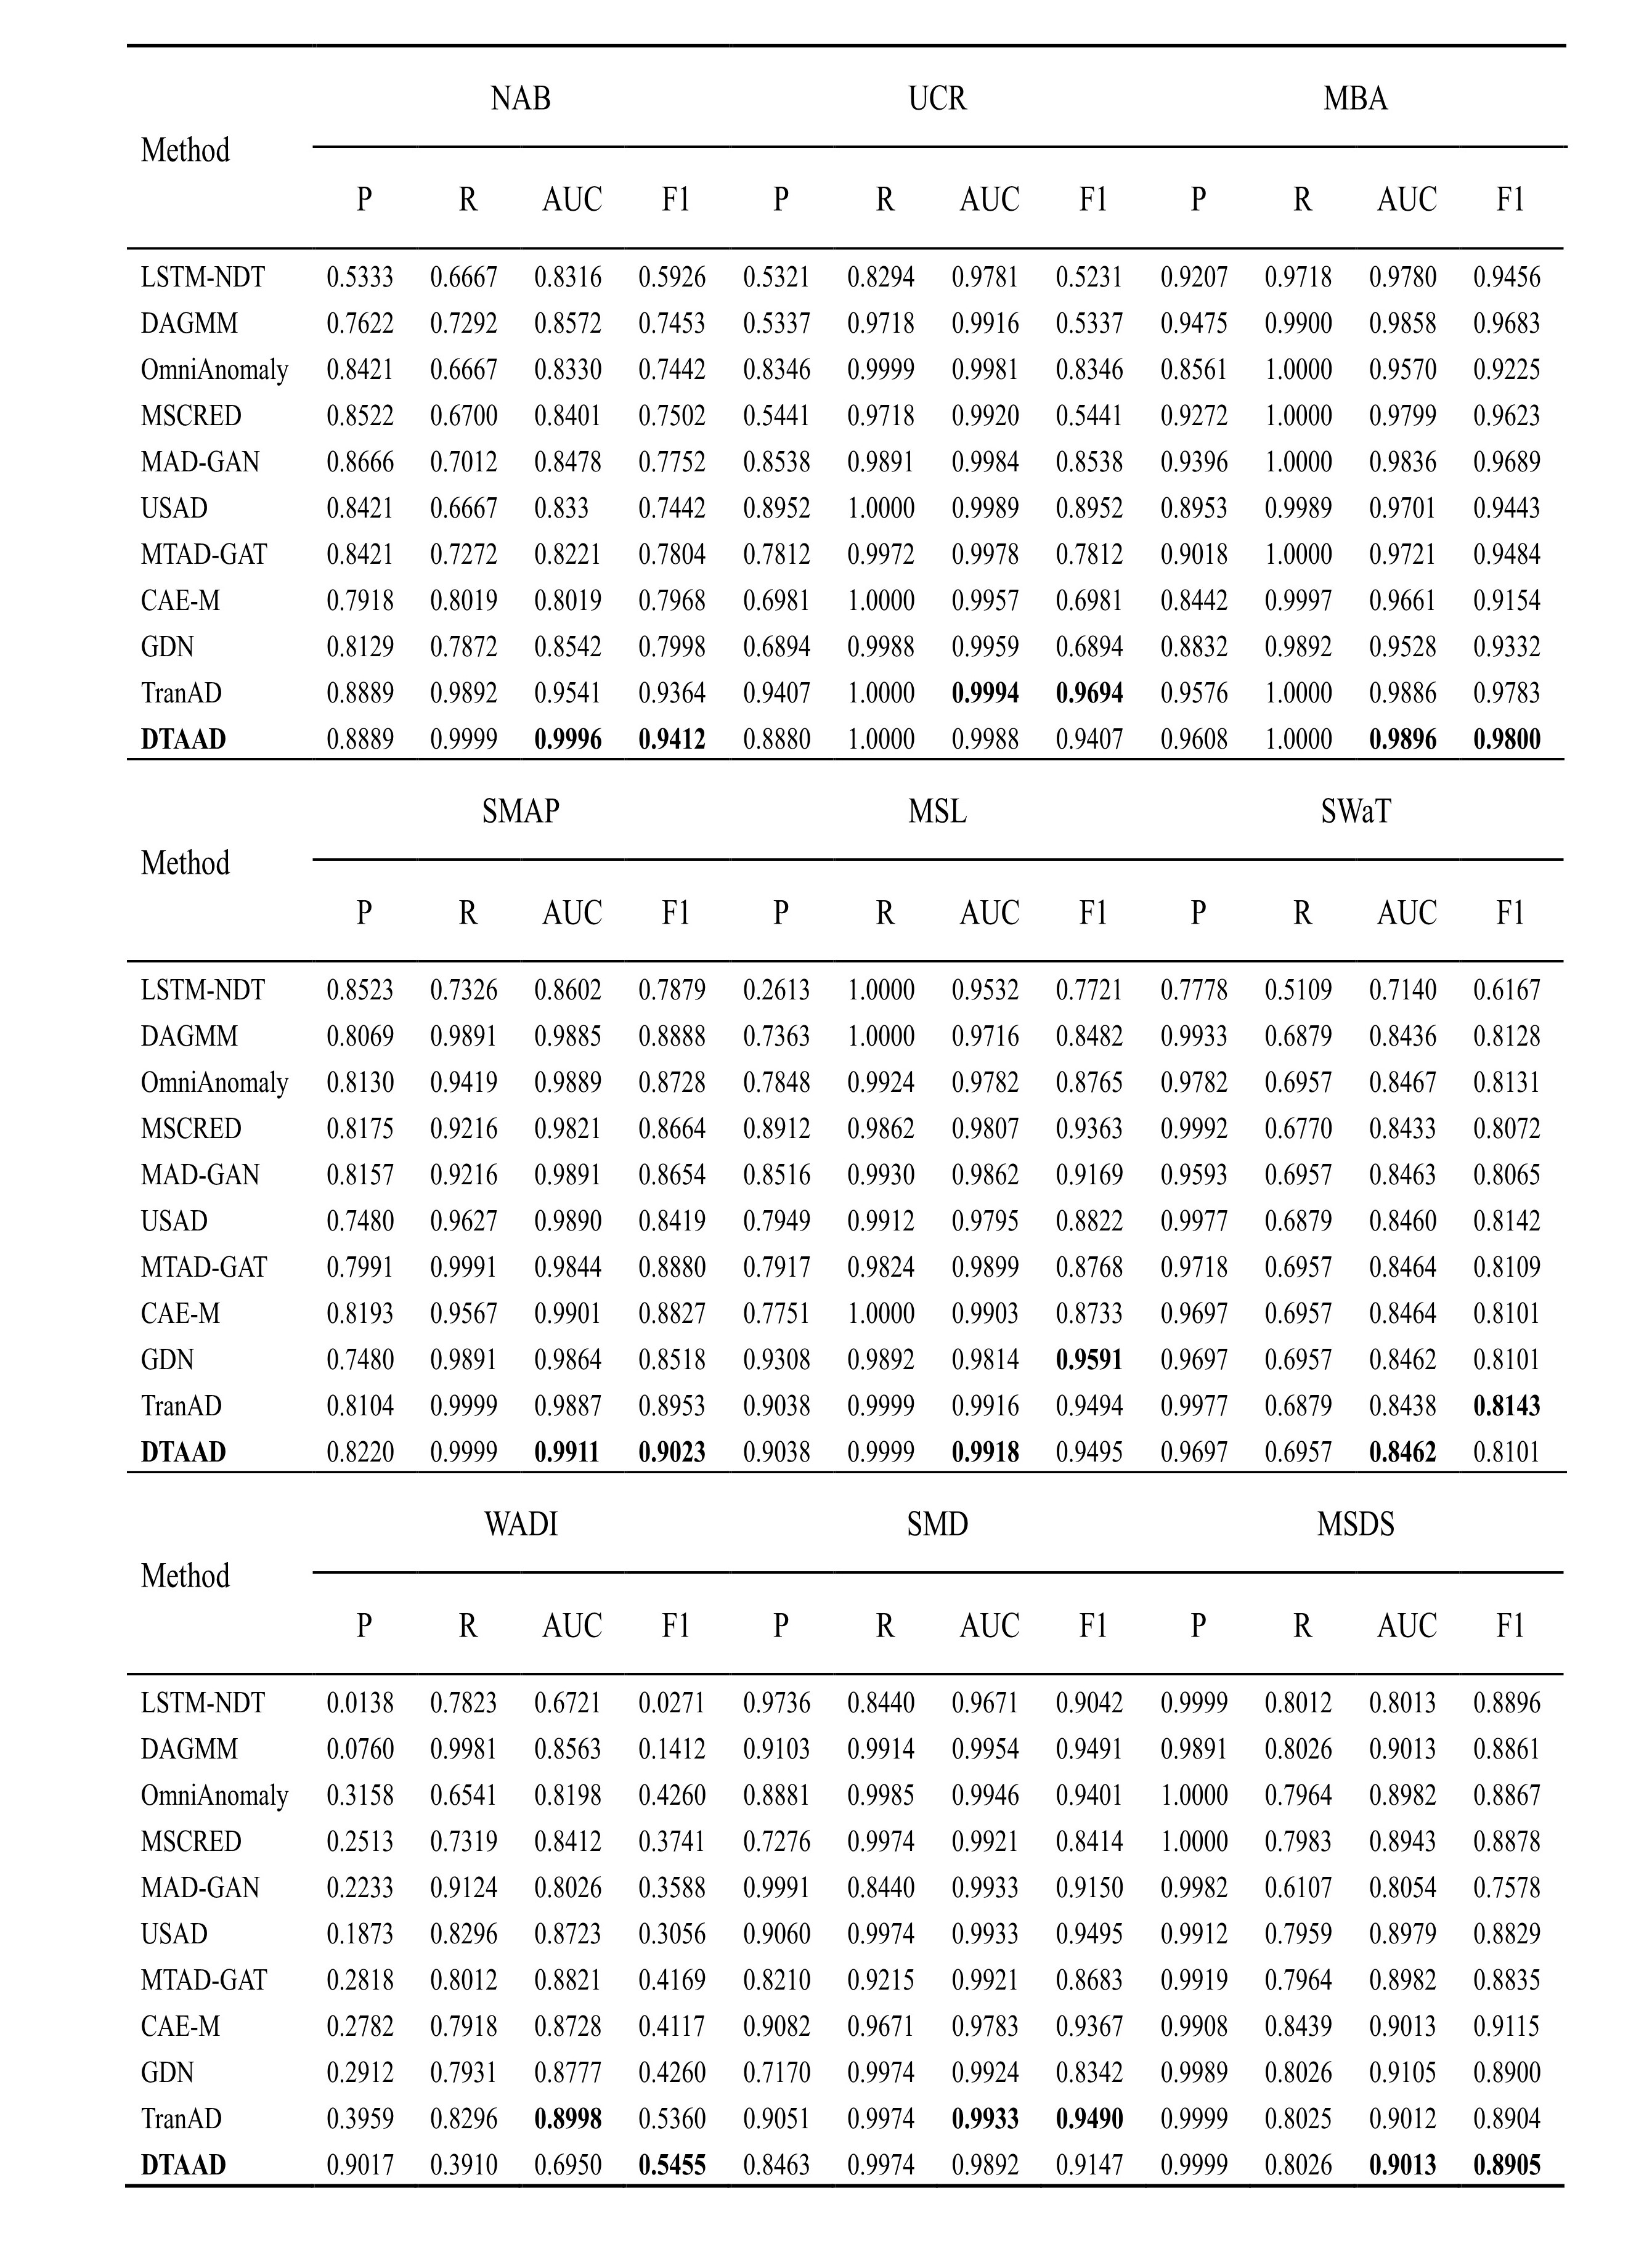 NAB UCR MBA
Method
P R AUC F1 P R AUC F1 P R AUC F1
LSTM-NDT 0.5333 0.6667 0.8316 0.5926 0.5321 0.8294 0.9781 0.5231 0.9207 0.9718 0.9780 0.9456
DAGMM 0.7622 0.7292 0.8572 0.7453 0.5337 0.9718 0.9916 0.5337 0.9475 0.9900 0.9858 0.9683
OmniAnomaly 0.8421 0.6667 0.8330 0.7442 0.8346 0.9999 0.9981 0.8346 0.8561 1.0000 0.9570 0.9225
MSCRED 0.8522 0.6700 0.8401 0.7502 0.5441 0.9718 0.9920 0.5441 0.9272 1.0000 0.9799 0.9623
MAD-GAN 0.8666 0.7012 0.8478 0.7752 0.8538 0.9891 0.9984 0.8538 0.9396 1.0000 0.9836 0.9689
USAD 0.8421 0.6667 0.833 0.7442 0.8952 1.0000 0.9989 0.8952 0.8953 0.9989 0.9701 0.9443
MTAD-GAT 0.8421 0.7272 0.8221 0.7804 0.7812 0.9972 0.9978 0.7812 0.9018 1.0000 0.9721 0.9484
CAE-M 0.7918 0.8019 0.8019 0.7968 0.6981 1.0000 0.9957 0.6981 0.8442 0.9997 0.9661 0.9154
GDN 0.8129 0.7872 0.8542 0.7998 0.6894 0.9988 0.9959 0.6894 0.8832 0.9892 0.9528 0.9332
TranAD 0.8889 0.9892 0.9541 0.9364 0.9407 1.0000 0.9994 0.9694 0.9576 1.0000 0.9886 0.9783
DTAAD 0.8889 0.9999 0.9996 0.9412 0.8880 1.0000 0.9988 0.9407 0.9608 1.0000 0.9896 0.9800
SMAP MSL SWaT
Method
P R AUC F1 P R AUC F1 P R AUC F1
LSTM-NDT 0.8523 0.7326 0.8602 0.7879 0.2613 1.0000 0.9532 0.7721 0.7778 0.5109 0.7140 0.6167
DAGMM 0.8069 0.9891 0.9885 0.8888 0.7363 1.0000 0.9716 0.8482 0.9933 0.6879 0.8436 0.8128
OmniAnomaly 0.8130 0.9419 0.9889 0.8728 0.7848 0.9924 0.9782 0.8765 0.9782 0.6957 0.8467 0.8131
MSCRED 0.8175 0.9216 0.9821 0.8664 0.8912 0.9862 0.9807 0.9363 0.9992 0.6770 0.8433 0.8072
MAD-GAN 0.8157 0.9216 0.9891 0.8654 0.8516 0.9930 0.9862 0.9169 0.9593 0.6957 0.8463 0.8065
USAD 0.7480 0.9627 0.9890 0.8419 0.7949 0.9912 0.9795 0.8822 0.9977 0.6879 0.8460 0.8142
MTAD-GAT 0.7991 0.9991 0.9844 0.8880 0.7917 0.9824 0.9899 0.8768 0.9718 0.6957 0.8464 0.8109
CAE-M 0.8193 0.9567 0.9901 0.8827 0.7751 1.0000 0.9903 0.8733 0.9697 0.6957 0.8464 0.8101
GDN 0.7480 0.9891 0.9864 0.8518 0.9308 0.9892 0.9814 0.9591 0.9697 0.6957 0.8462 0.8101
TranAD 0.8104 0.9999 0.9887 0.8953 0.9038 0.9999 0.9916 0.9494 0.9977 0.6879 0.8438 0.8143
DTAAD 0.8220 0.9999 0.9911 0.9023 0.9038 0.9999 0.9918 0.9495 0.9697 0.6957 0.8462 0.8101
WADI SMD MSDS
Method
P R AUC F1 P R AUC F1 P R AUC F1
LSTM-NDT 0.0138 0.7823 0.6721 0.0271 0.9736 0.8440 0.9671 0.9042 0.9999 0.8012 0.8013 0.8896
DAGMM 0.0760 0.9981 0.8563 0.1412 0.9103 0.9914 0.9954 0.9491 0.9891 0.8026 0.9013 0.8861
OmniAnomaly 0.3158 0.6541 0.8198 0.4260 0.8881 0.9985 0.9946 0.9401 1.0000 0.7964 0.8982 0.8867
MSCRED 0.2513 0.7319 0.8412 0.3741 0.7276 0.9974 0.9921 0.8414 1.0000 0.7983 0.8943 0.8878
MAD-GAN 0.2233 0.9124 0.8026 0.3588 0.9991 0.8440 0.9933 0.9150 0.9982 0.6107 0.8054 0.7578
USAD 0.1873 0.8296 0.8723 0.3056 0.9060 0.9974 0.9933 0.9495 0.9912 0.7959 0.8979 0.8829
MTAD-GAT 0.2818 0.8012 0.8821 0.4169 0.8210 0.9215 0.9921 0.8683 0.9919 0.7964 0.8982 0.8835
CAE-M 0.2782 0.7918 0.8728 0.4117 0.9082 0.9671 0.9783 0.9367 0.9908 0.8439 0.9013 0.9115
GDN 0.2912 0.7931 0.8777 0.4260 0.7170 0.9974 0.9924 0.8342 0.9989 0.8026 0.9105 0.8900
TranAD 0.3959 0.8296 0.8998 0.5360 0.9051 0.9974 0.9933 0.9490 0.9999 0.8025 0.9012 0.8904
DTAAD 0.9017 0.3910 0.6950 0.5455 0.8463 0.9974 0.9892 0.9147 0.9999 0.8026 0.9013 0.8905